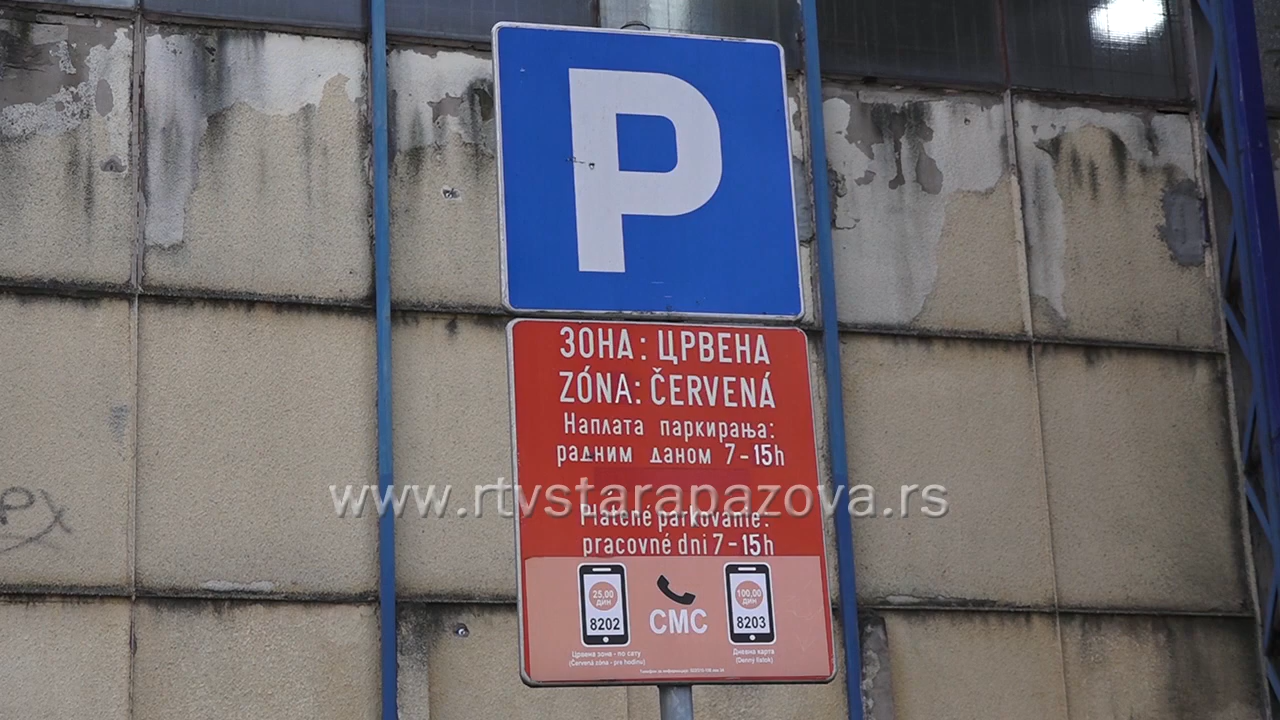 P
ЗОНА: ЦРВЕНА
ZÓNA: ČERVENÁ
Наплата паркирања:
радним даном 7-15h
www.rtvstarapazova.rs
Plátené parkovanie:
pracovné dni 7-15h
25,00 ДИН
8202
СМС
100,00 ДИН
8203
Црвена зона - по сату
(Červená zóna - pre hodinu)
Дневна карта
(Denný lístok)